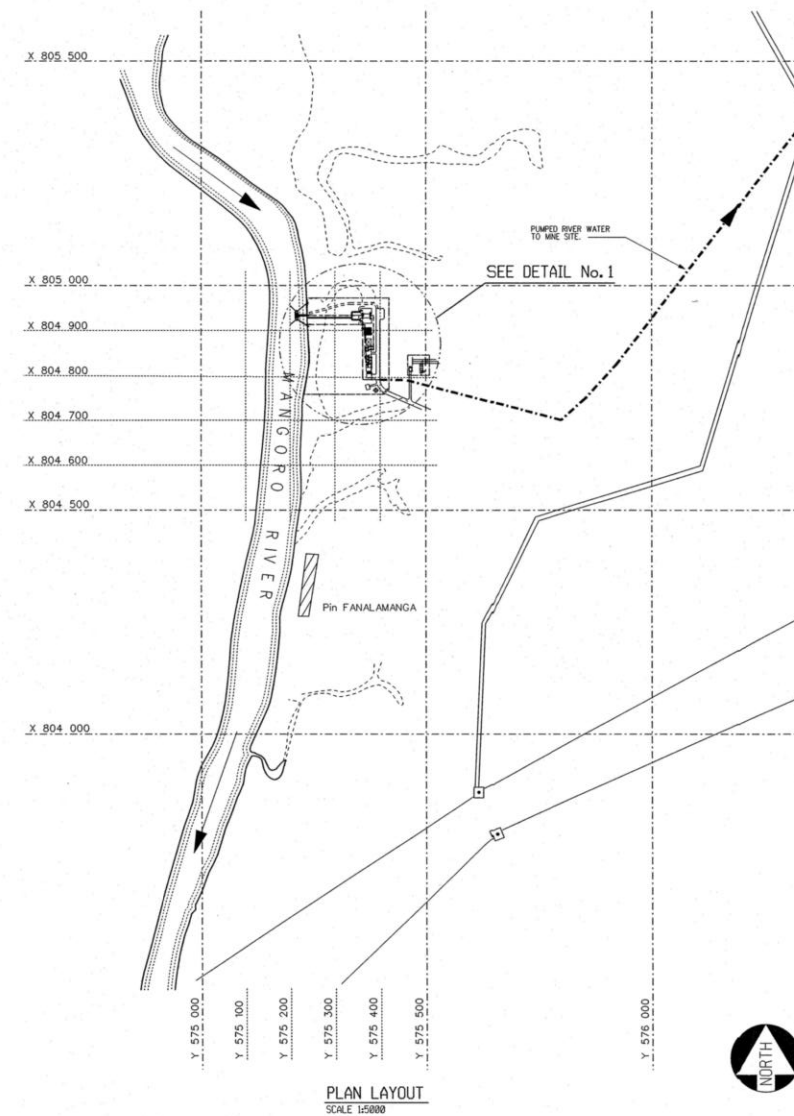 X 805 500
PUMPED RIVER WATER
TO MINE SITE.
SEE DETAIL No.1
X 805 000
X 804 900
X 804 800
X 804 700
X 804 600
X 804 500
MANGORO RIVER
Pin FANALAMANGA
X 804 000
Y 575 000
Y 575 100
Y 575 200
Y 575 300
Y 575 400
Y 575 500
Y 576 000
NORTH
PLAN LAYOUT
SCALE 1:5000